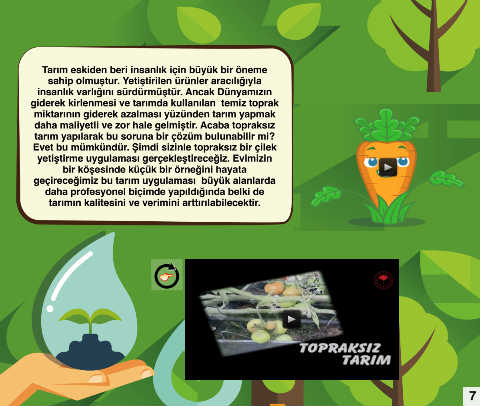 Tarım eskiden beri insanlık için büyük bir öneme
sahip olmuştur. Yetiştirilen ürünler aracılığıyla
insanlık varlığını sürdürmüştür. Ancak Dünyamızın
giderek kirlenmesi ve tarımda kullanılan temiz toprak
miktarının giderek azalması yüzünden tarım yapmak
daha maliyetli ve zor hale gelmiştir. Acaba topraksız
tarım yapılarak bu soruna bir çözüm bulunabilir mi?
Evet bu mümkündür. Şimdi sizinle topraksız bir çilek
yetiştirme uygulaması gerçekleştireceğiz. Evimizin
bir köşesinde küçük bir örneğini hayata
geçireceğimiz bu tarım uygulaması büyük alanlarda
daha profesyonel biçimde yapıldığında belki de
tarımın kalitesini ve verimini arttırılabilecektir.
TOPRAKSIZ
TARIM
7